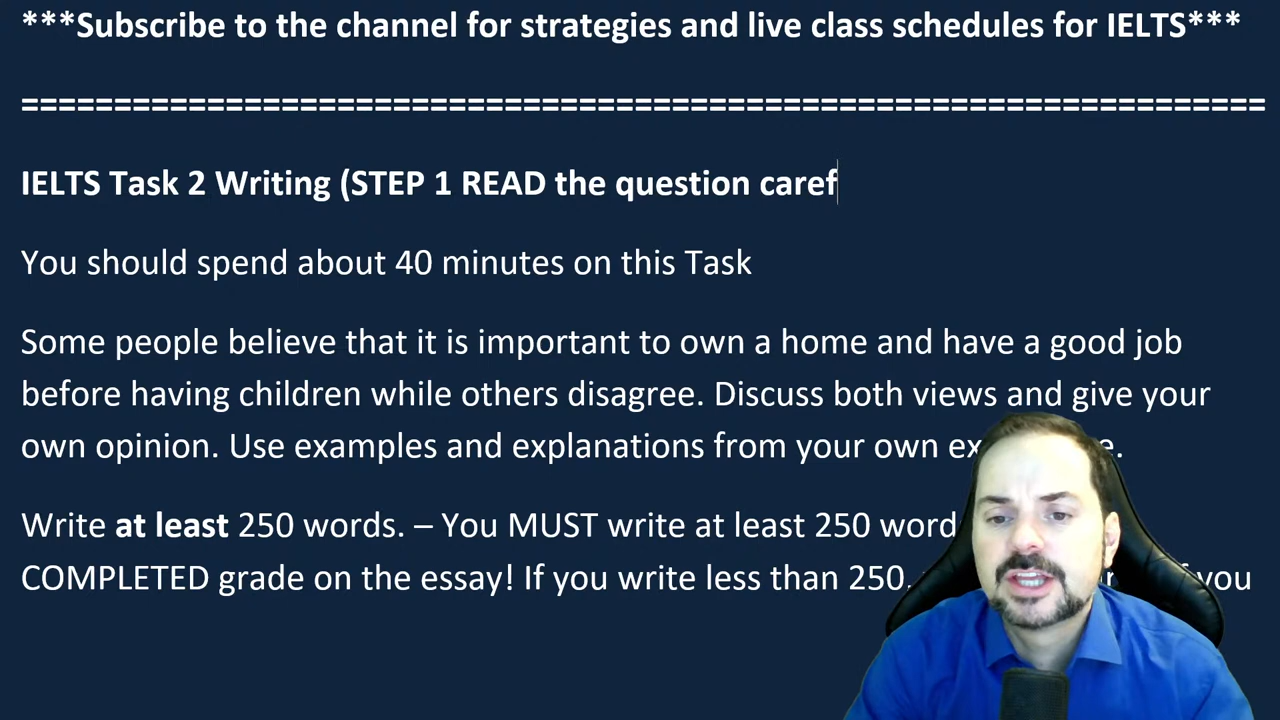 ***Subscribe to the channel for strategies and live class schedules for IELTS***
====================================================================
IELTS Task 2 Writing (STEP 1 READ the question caref
You should spend about 40 minutes on this Task
Some people believe that it is important to own a home and have a good job
before having children while others disagree. Discuss both views and give your
own opinion. Use examples and explanations from your own
Write at least 250 words. – You MUST write at least 250
COMPLETED grade on the essay! If you write less than 250, you